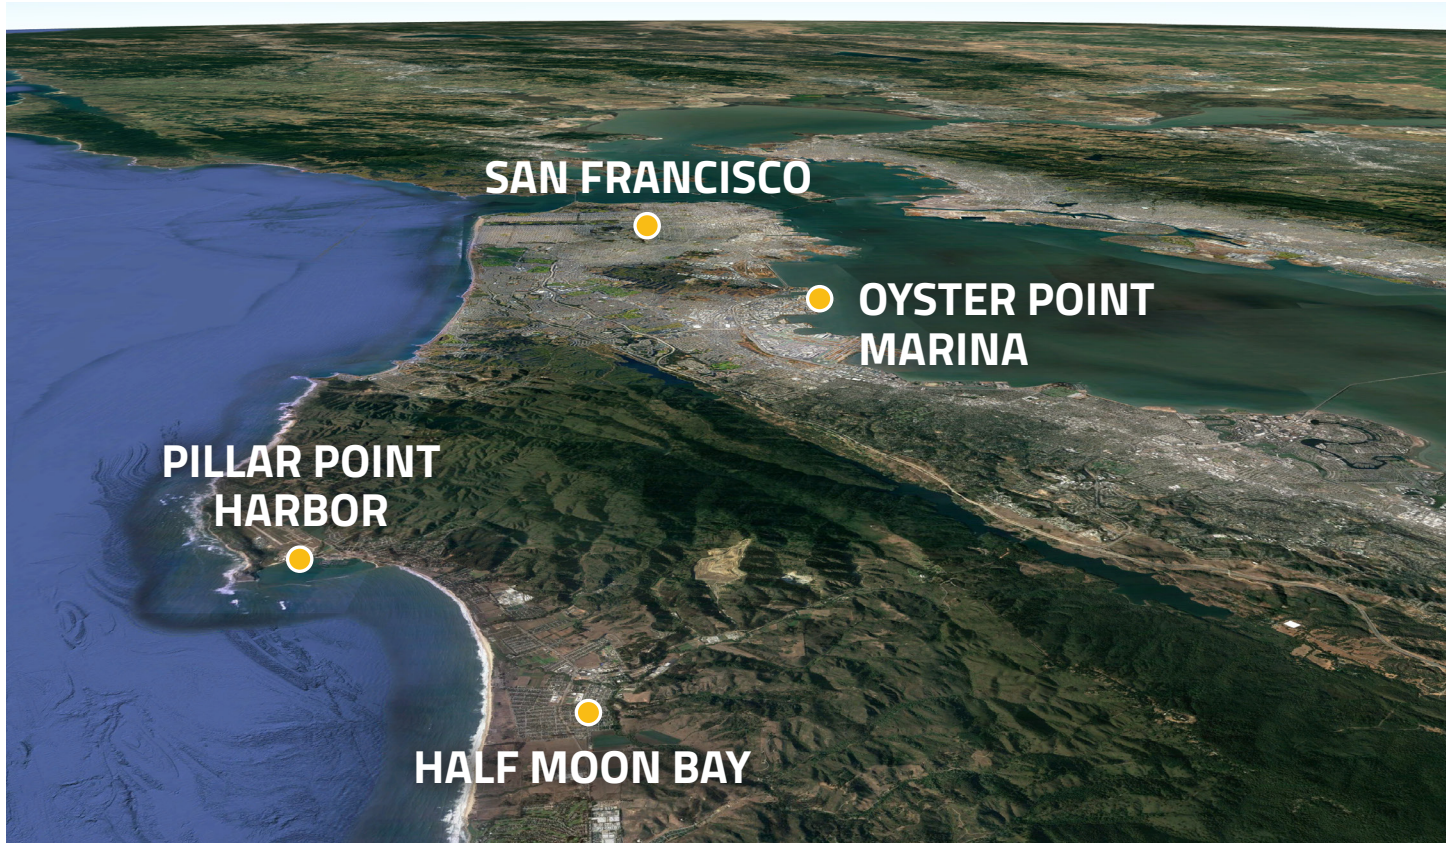 SAN FRANCISCO
OYSTER POINT
MARINA
PILLAR POINT
HARBOR
HALF MOON BAY